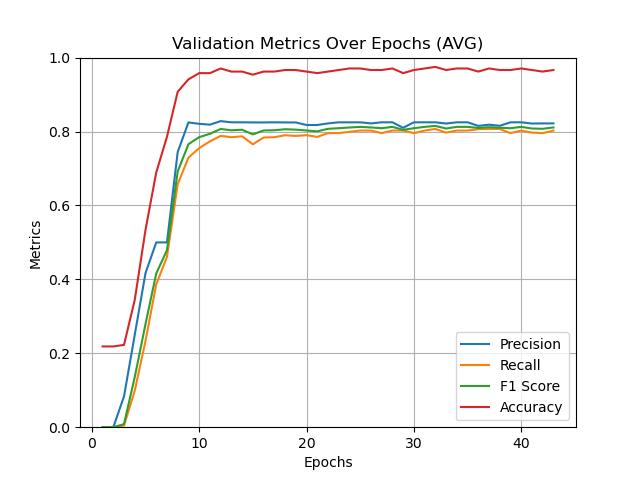 Validation Metrics Over Epochs (AVG)
1.0
0.8
0.6
0.4
0.2
0.0
Metrics
0 10 20 30 40
Epochs
Precision
Recall
F1 Score
Accuracy